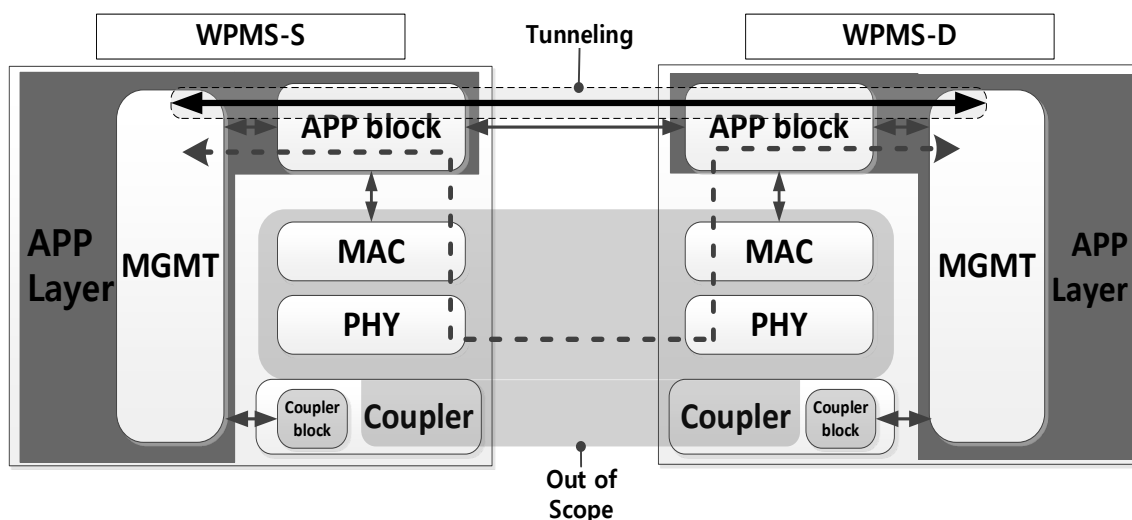 WPMS-S
Tunneling
WPMS-D
APP block
APP block
APP
Layer
MGMT
MAC
MAC
MGMT
APP
Layer
PHY
PHY
Coupler
block
Coupler
Coupler
Coupler
block
Out of
Scope